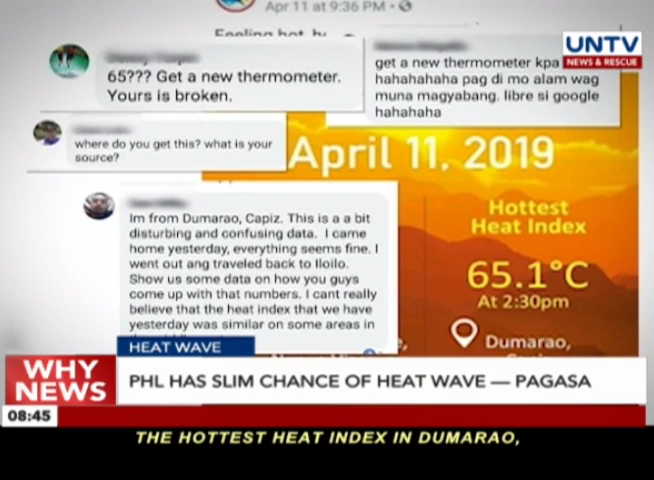 Apr 11 at 9:36 PM
Feeling hot
65??? Get a new thermometer.
Yours is broken.
get a new thermometer kpa
hahahahaha pag di mo alam wag
muna magyabang. libre si google
hahahaha
UNTV
NEWS & RESCUE
where do you get this? what is your
source?
April 11, 2019
Im from Dumarao, Capiz. This is a a bit
disturbing and confusing data. I came
home yesterday, everything seems fine. I
went out ang traveled back to Iloilo.
Show us some data on how you guys
come up with that numbers. I cant really
believe that the heat index that we have
yesterday was similar on some areas in
Hottest
Heat Index
65.1°C
At 2:30pm
Dumarao,
HEAT WAVE
WHY
NEWS
PHL HAS SLIM CHANCE OF HEAT WAVE — PAGASA
08:45
THE HOTTEST HEAT INDEX IN DUMARAO,